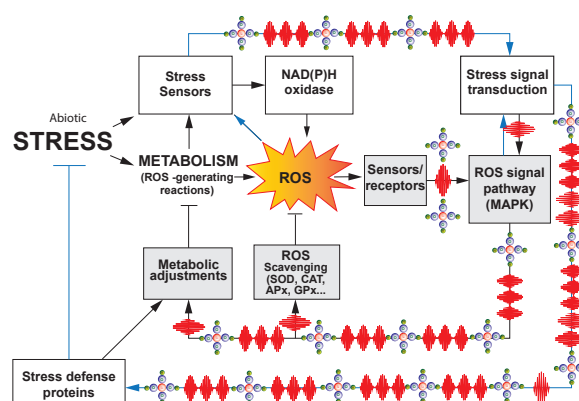 Stress
Sensors
NAD(P)H
oxidase
Stress signal
transduction
Abiotic
STRESS
METABOLISM
(ROS -generating
reactions)
ROS
Sensors/
receptors
ROS signal
pathway
(MAPK)
Metabolic
adjustments
ROS
Scavenging
(SOD, CAT,
APx, GPx...
Stress defense
proteins